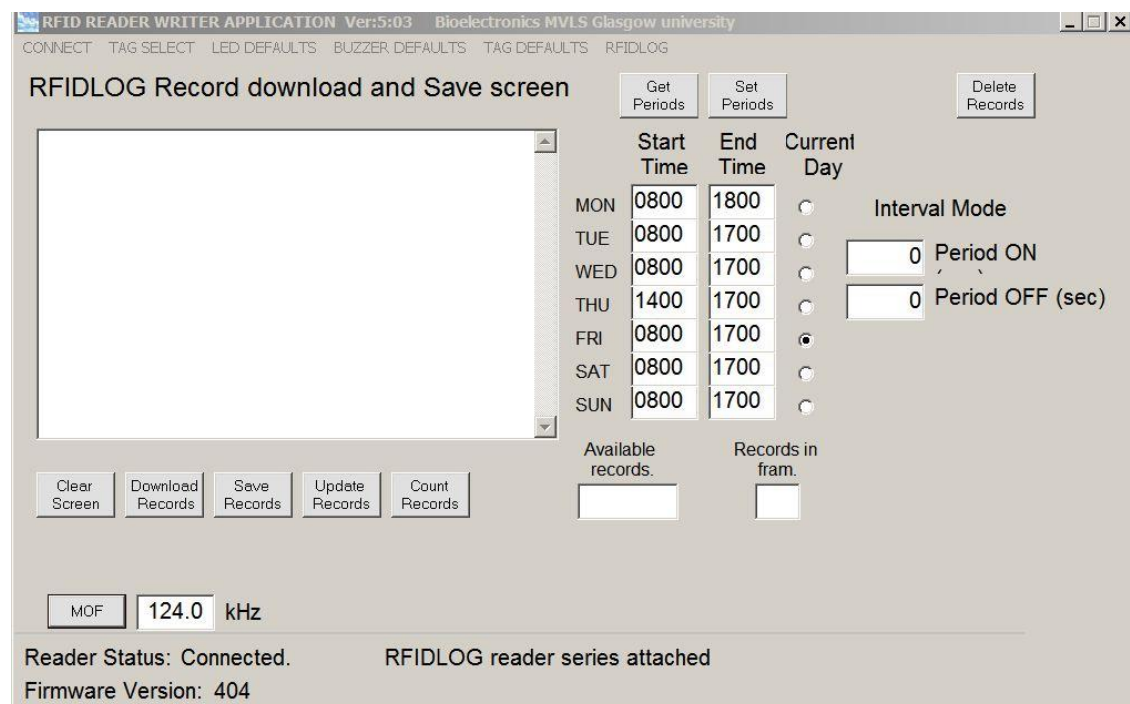 RFID READER WRITER APPLICATION Ver:5:03 Bioelectronics MVLS Glasgow university
CONNECT TAG SELECT LED DEFAULTS BUZZER DEFAULTS TAG DEFAULTS RFIDLOG
RFIDLOG Record download and Save screen
Get
Periods
Set
Periods
Delete
Records
Start
Time
End
Time
Current
Day
MON 0800 1800
TUE 0800 1700
WED 0800 1700
THU 1400 1700
FRI 0800 1700
SAT 0800 1700
SUN 0800 1700
Interval Mode
0 Period ON
0 Period OFF (sec)
Available
records.
Records in
fram.
Clear
Screen
Download
Records
Save
Records
Update
Records
Count
Records
MOF 124.0 kHz
Reader Status: Connected. RFIDLOG reader series attached
Firmware Version: 404